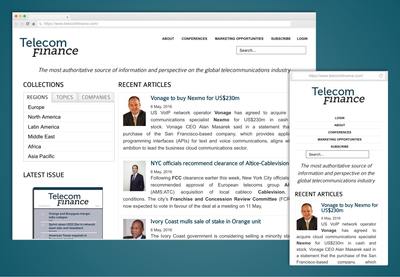 www.telecomfinance.com/
Telecom
Finance
ABOUT CONFERENCES MARKETING OPPORTUNITIES SUBSCRIBE LOGIN
Search...
The most authoritative source of information and perspective on the global telecommunications industry
COLLECTIONS
REGIONS TOPICS COMPANIES
Europe
North America
Latin America
Middle East
Africa
Asia Pacific
LATEST ISSUE
Telecom
Finance
RECENT ARTICLES
Vonage to buy Nexmo for US$230m
6 May, 2016
US VoIP network operator Vonage has agreed to acquire cloud
communications specialist Nexmo for US$230m in cash and
stock. Vonage CEO Alan Masarek said in a statement that the
purchase of the San Francisco-based company, which provides application
programming interfaces (APIs) for text and voice communications, aligns with
ambition to lead the business cloud communications sector.
NYC officials recommend clearance of Altice-Cablevision
6 May, 2016
Following FCC clearance earlier this week, New York City officials
recommended approval of European telecoms group
(AMS:ATC) acquisition of local cableco Cablevision.
conditions. The city's Franchise and Concession Review Committee (FCRC)
now expected to vote in favour of the deal at a meeting on 11 May,
Ivory Coast mulls sale of stake in Orange unit
6 May, 2016
The Ivory Coast government is considering selling a minority
www.telecomfinance.com/
Telecom
Finance
LOGIN
ABOUT
CONFERENCES
MARKETING OPPORTUNITIES
SUBSCRIBE
Search...
The most authoritative source of
information and perspective on the global
telecommunications industry
RECENT ARTICLES
Vonage to buy Nexmo for
US$230m
6 May, 2016
US VoIP network operator
Vonage has agreed to
acquire cloud communications
specialist Nexmo for US$230m
in cash and stock. Vonage CEO Alan Masarek
said in a statement that the purchase of the
San Francisco-based company, which